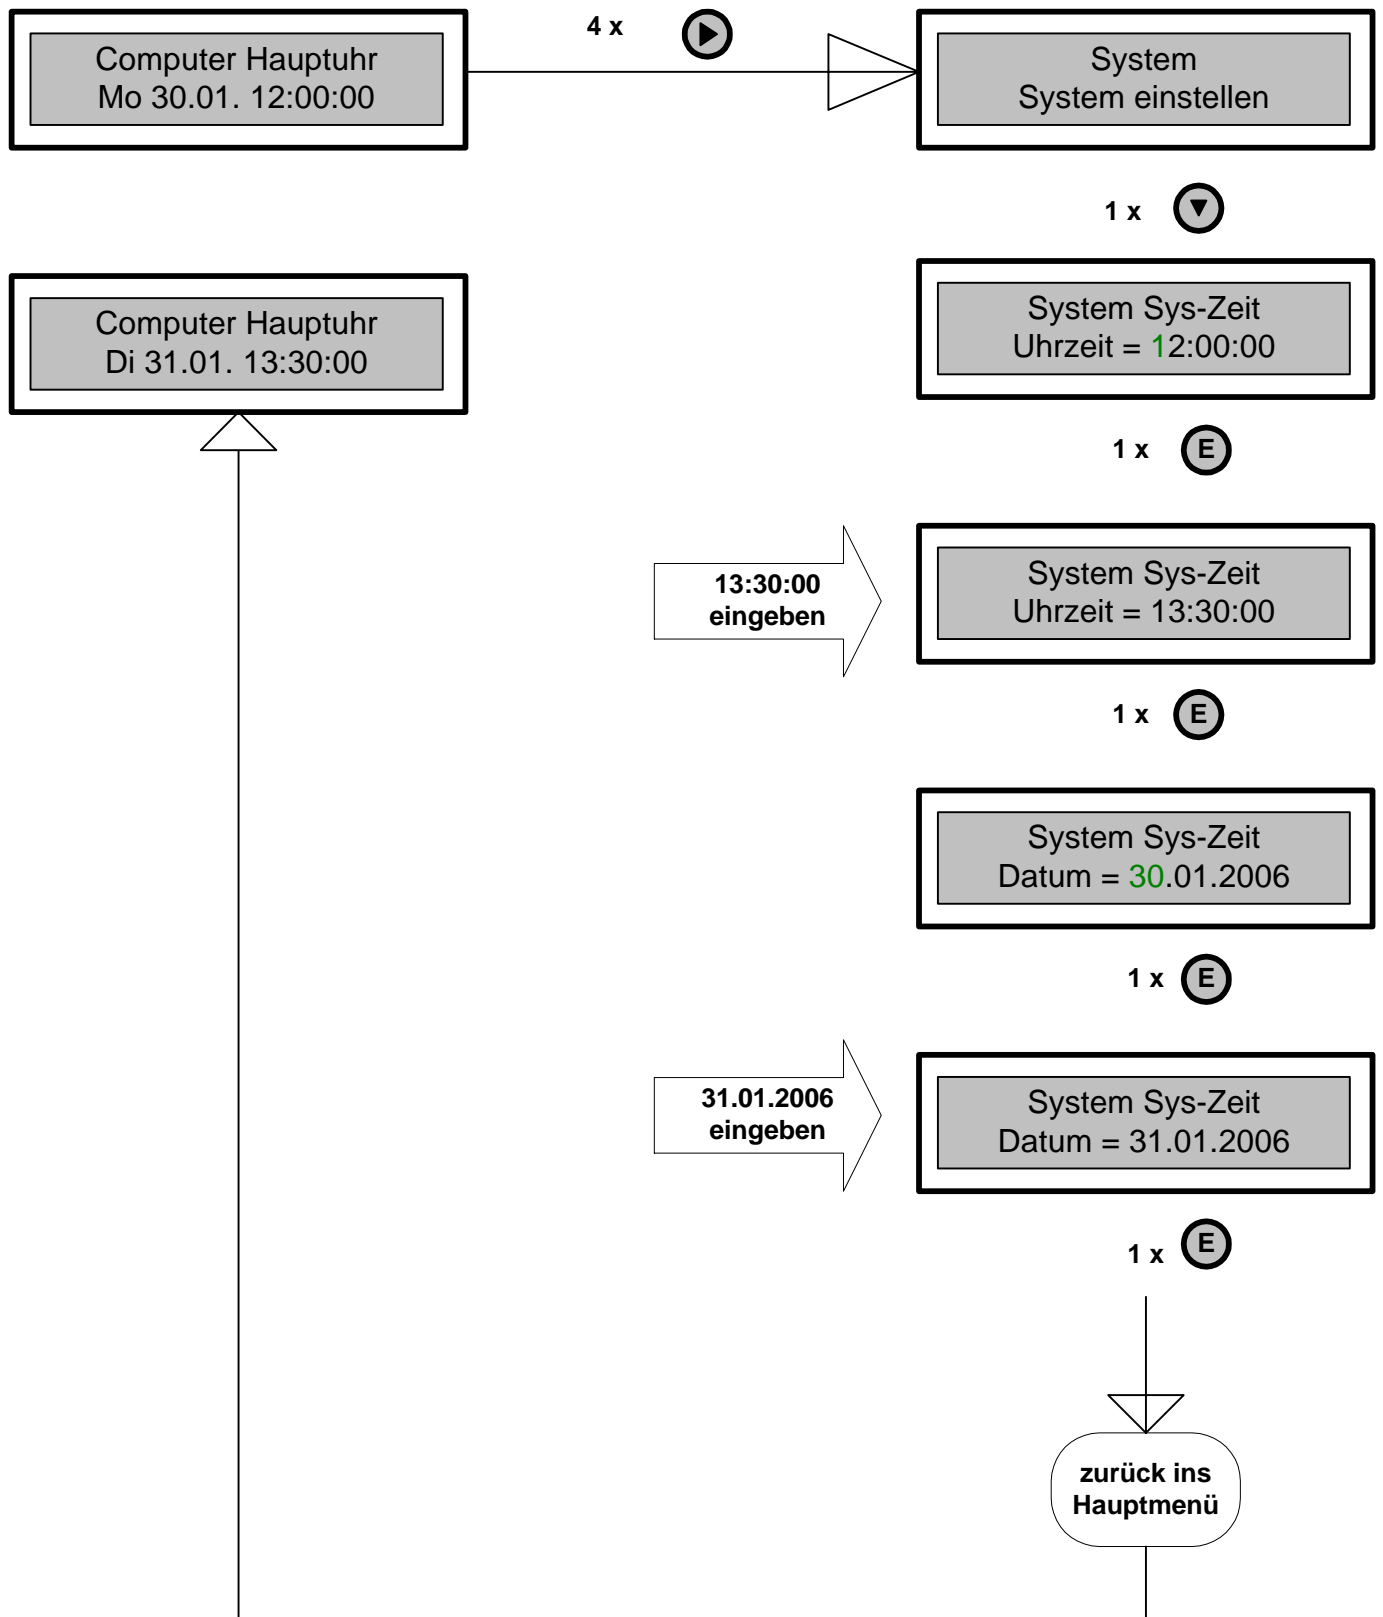 Computer Hauptuhr
Mo 30.01. 12:00:00
4 x
System
System einstellen
1 x
System Sys-Zeit
Uhrzeit = 12:00:00
1 x E
13:30:00
eingeben
System Sys-Zeit
Uhrzeit = 13:30:00
1 x E
System Sys-Zeit
Datum = 30.01.2006
1 x E
31.01.2006
eingeben
System Sys-Zeit
Datum = 31.01.2006
1 x E
zurück ins
Hauptmenü
Computer Hauptuhr
Di 31.01. 13:30:00